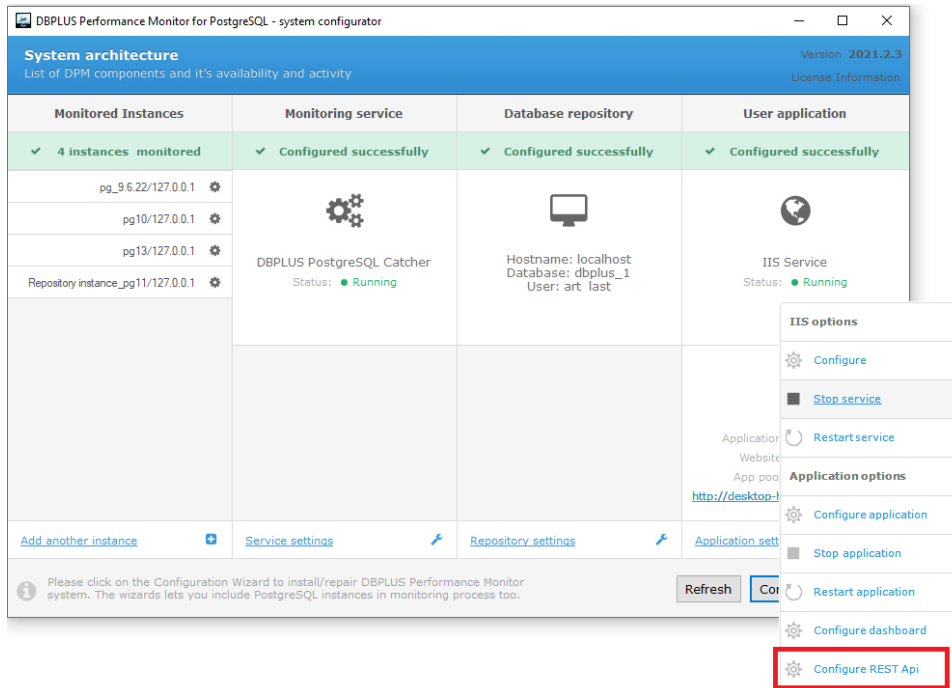 DBPLUS Performance Monitor for PostgreSQL - system configurator
System architecture
List of DPM components and it's availability and activity
Version 2021.2.3
License Information
Monitored Instances
Monitoring service
Database repository
User application
4 instances monitored
Configured successfully
Configured successfully
Configured successfully
pg_9.6.22/127.0.0.1
pg10/127.0.0.1
pg13/127.0.0.1
Repository instance_pg11/127.0.0.1
DBPLUS PostgreSQL Catcher
Status: Running
Hostname: localhost
Database: dbplus_1
User: art last
IIS Service
Status: Running
Application
Website
App poo
http://desktop-
Add another instance
Service settings
Repository settings
Application sett
Please click on the Configuration Wizard to install/repair DBPLUS Performance Monitor
system. The wizards lets you include PostgreSQL instances in monitoring process too.
Refresh
IIS options
Configure
Stop service
Restart service
Application options
Configure application
Stop application
Restart application
Configure dashboard
Configure REST Api